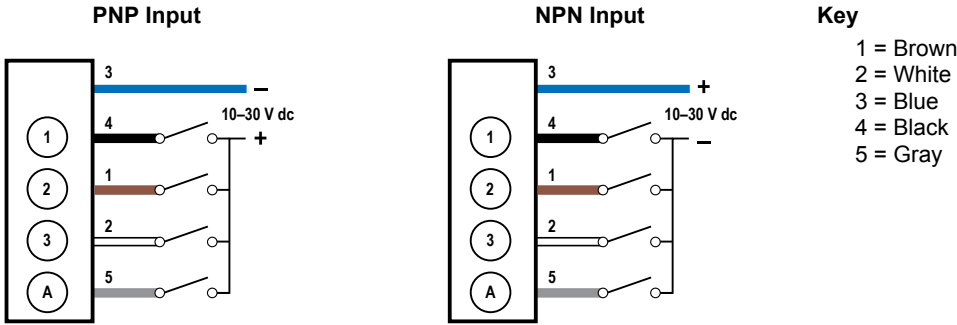 PNP Input
3
–
10–30 V dc
1
4
+
2
1
3
2
A
5
NPN Input
3
+
10–30 V dc
1
4
–
2
1
3
2
A
5
Key
1 = Brown
2 = White
3 = Blue
4 = Black
5 = Gray